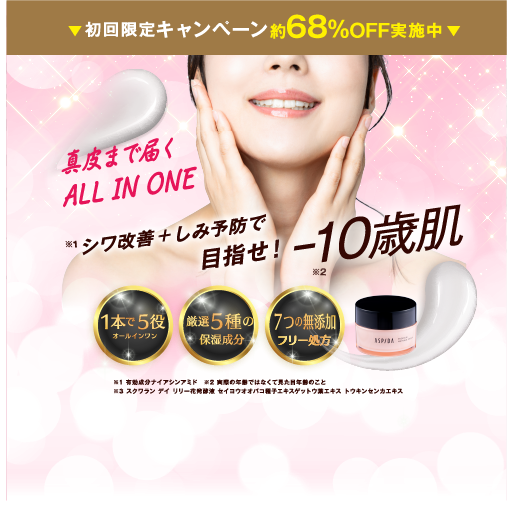 ▼初回限定キャンペーン約68%OFF実施中▼
真皮まで届く
ALL IN ONE
※1 シワ改善＋しみ予防で
目指せ！−10歳肌
※2
1本で5役
オールインワン
厳選5種の
保湿成分
7つの無添加
フリー処方
※1 有効成分ナイアシンアミド　※2 実際の年齢ではなくて見た目年齢のこと
※3 スクワラン デイ リリー花発酵液 セイヨウオオバコ種子エキスゲットウ葉エキス トウキンセンカエキス